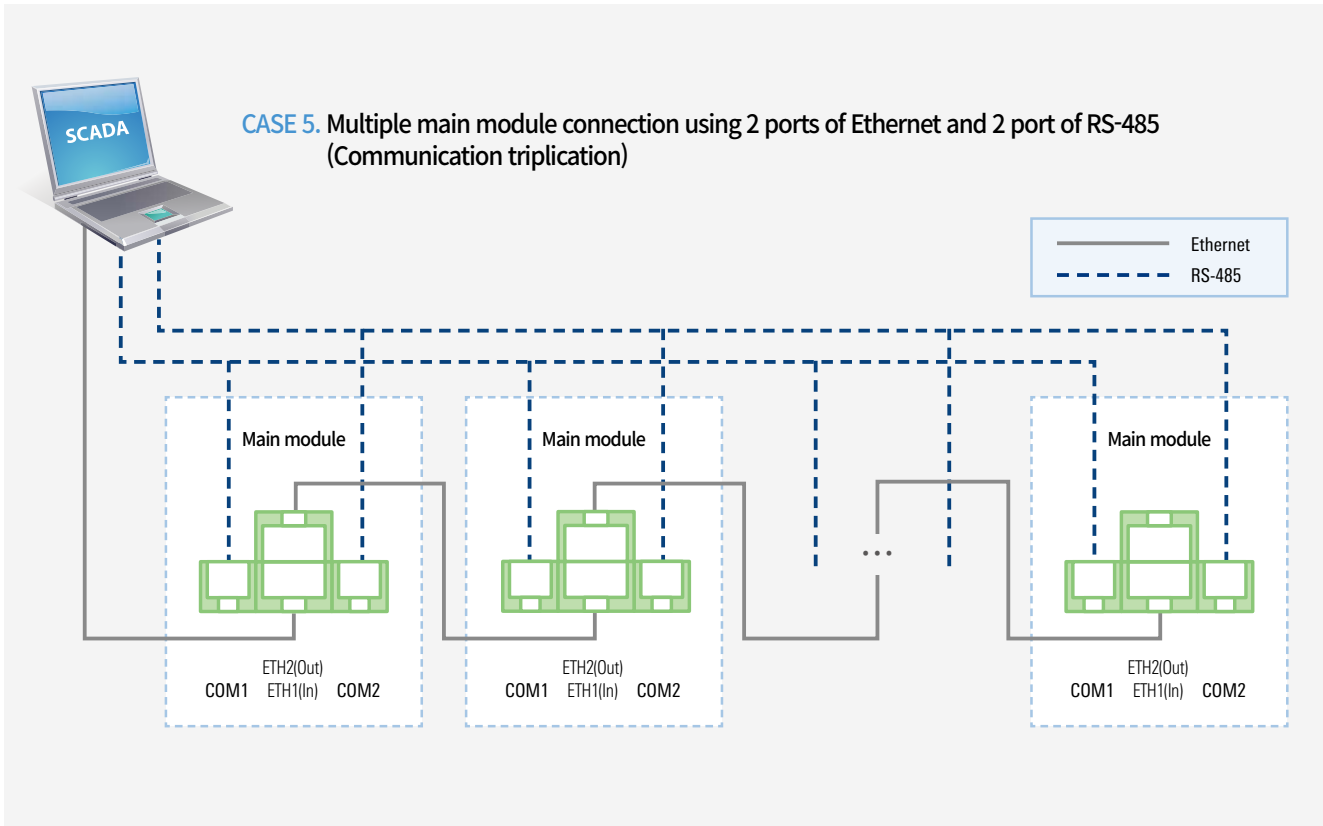 SCADA
CASE 5. Multiple main module connection using 2 ports of Ethernet and 2 port of RS-485
(Communication triplication)
Ethernet
RS-485
Main module
Main module
Main module
...
ETH2(Out)
COM1 ETH1(In) COM2
ETH2(Out)
COM1 ETH1(In) COM2
ETH2(Out)
COM1 ETH1(In) COM2